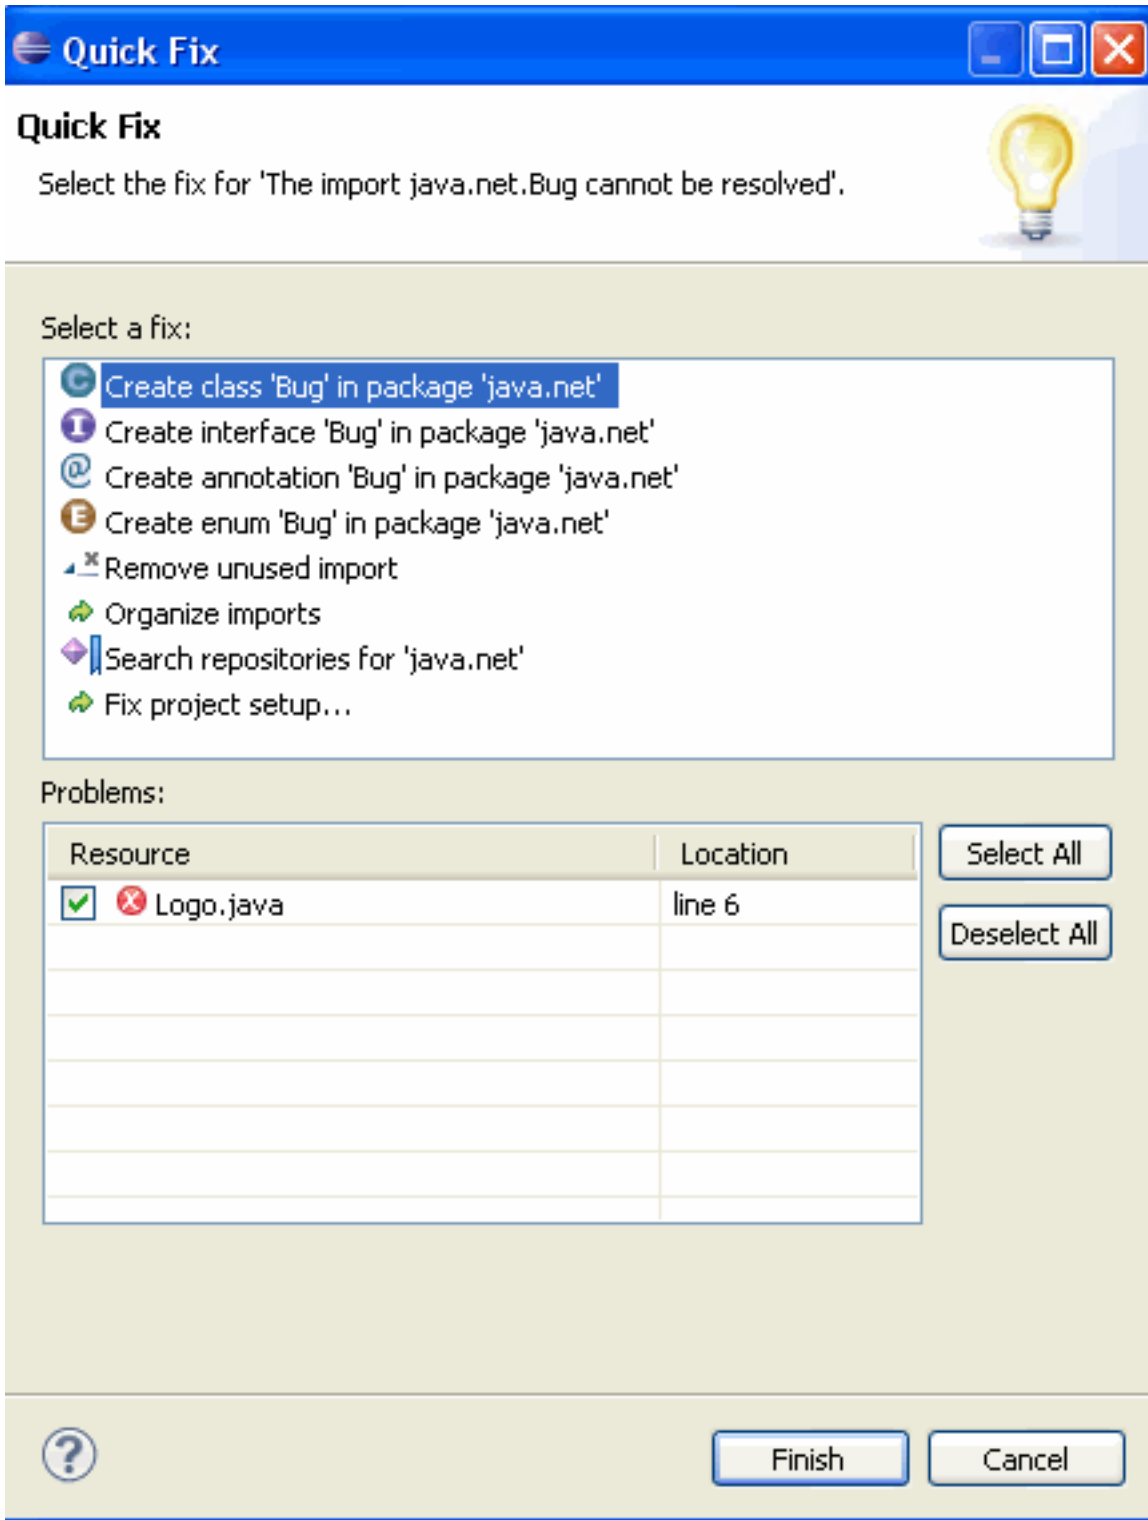 Quick Fix
Quick Fix
Select the fix for 'The import java.net.Bug cannot be resolved'.
Select a fix:
C Create class 'Bug' in package 'java.net'
I Create interface 'Bug' in package 'java.net'
@ Create annotation 'Bug' in package 'java.net'
E Create enum 'Bug' in package 'java.net'
Remove unused import
Organize imports
Search repositories for 'java.net'
Fix project setup...
Problems:
Resource Location
Select All
Logo.java line 6
Deselect All
? Finish Cancel